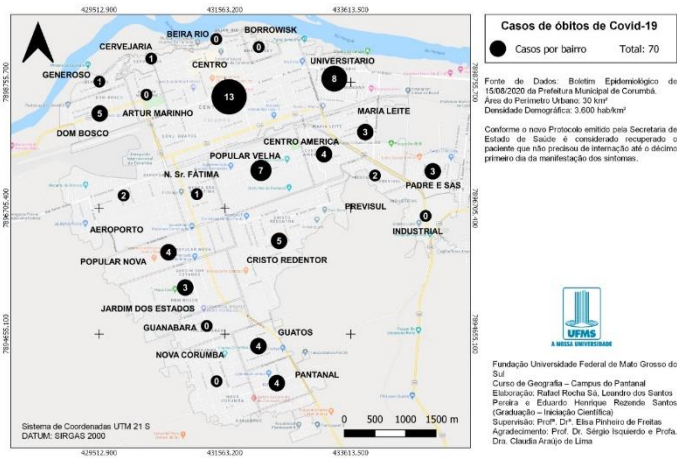 429512,900 431563,200 433613,500
BEIRA RIO BORROWISK
CERVEJARIA
CENTRO UNIVERSITARIO
GENEROSO
ARTUR MARINHO
DOM BOSCO
MARIA LEITE
CENTRO AMERICA
POPULAR VELHA
N. Sr. FÁTIMA
PADRE E SAS
PREVISUL
AEROPORTO
INDUSTRIAL
POPULAR NOVA
CRISTO REDENTOR
JARDIM DOS ESTADOS
GUANABARA
GUATOS
NOVA CORUMBA
PANTANAL
0 0
1
1
0
13
8
5
3
4
7
2
3
2
1
0
5
4
3
0
4
0
4
7898755,700
7896705,400
7894655,100
Sistema de Coordenadas UTM 21 S
DATUM: SIRGAS 2000
0 500 1000 1500 m
429512,900 431563,200 433613,500
Casos de óbitos de Covid-19
Casos por bairro Total: 70
Fonte de Dados: Boletim Epidemiológico de
15/08/2020 da Prefeitura Municipal de Corumbá.
Área do Perímetro Urbano: 30 km²
Densidade Demográfica: 3.600 hab/km²
Conforme o novo Protocolo emitido pela Secretaria de
Estado de Saúde é considerado recuperado o
paciente que não precisou de internação até o décimo
primeiro dia da manifestação dos sintomas.
UFMS
A NOSSA UNIVERSIDADE
Fundação Universidade Federal de Mato Grosso do
Sul
Curso de Geografia – Campus do Pantanal
Elaboração: Rafael Rocha Sá, Leandro dos Santos
Pereira e Eduardo Henrique Rezende Santos
(Graduação – Iniciação Científica)
Supervisão: Profª. Drª. Elisa Pinheiro de Freitas
Agradecimento: Prof. Dr. Sérgio Isquierdo e Profa.
Dra. Claudia Araújo de Lima